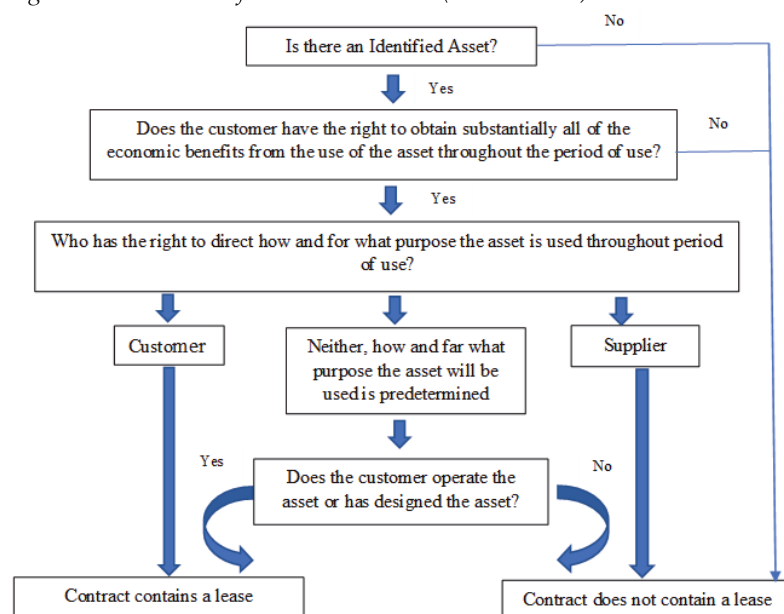 No
Is there an Identified Asset?
Yes
Does the customer have the right to obtain substantially all of the
economic benefits from the use of the asset throughout the period of use?
No
Yes
Who has the right to direct how and for what purpose the asset is used throughout period
of use?
Customer
Neither, how and far what
purpose the asset will be
used is predetermined
Supplier
Yes
Does the customer operate the
asset or has designed the asset?
No
Contract contains a lease
Contract does not contain a lease